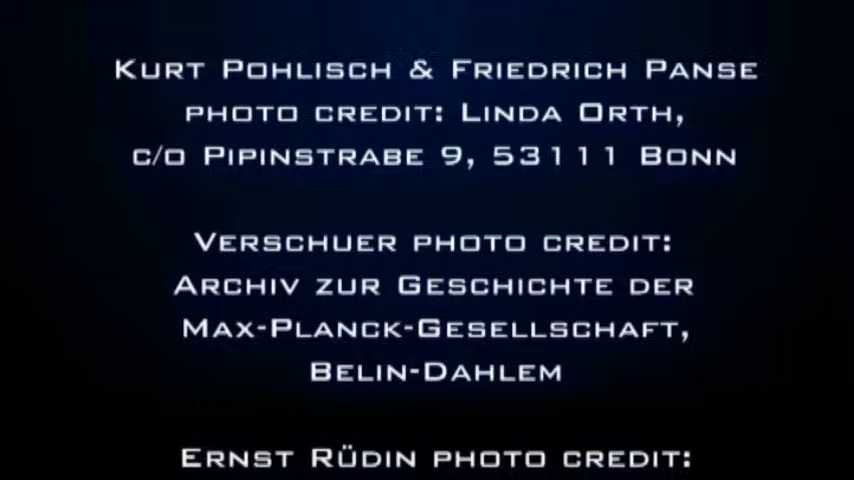 Kurt Pohlisch & Friedrich Panse
photo credit: Linda Orth,
c/o Pipinstrabe 9, 53111 Bonn
Verschuer photo credit:
Archiv zur Geschichte der
Max-Planck-Gesellschaft,
Belin-Dahlem
Ernst Rüdin photo credit: